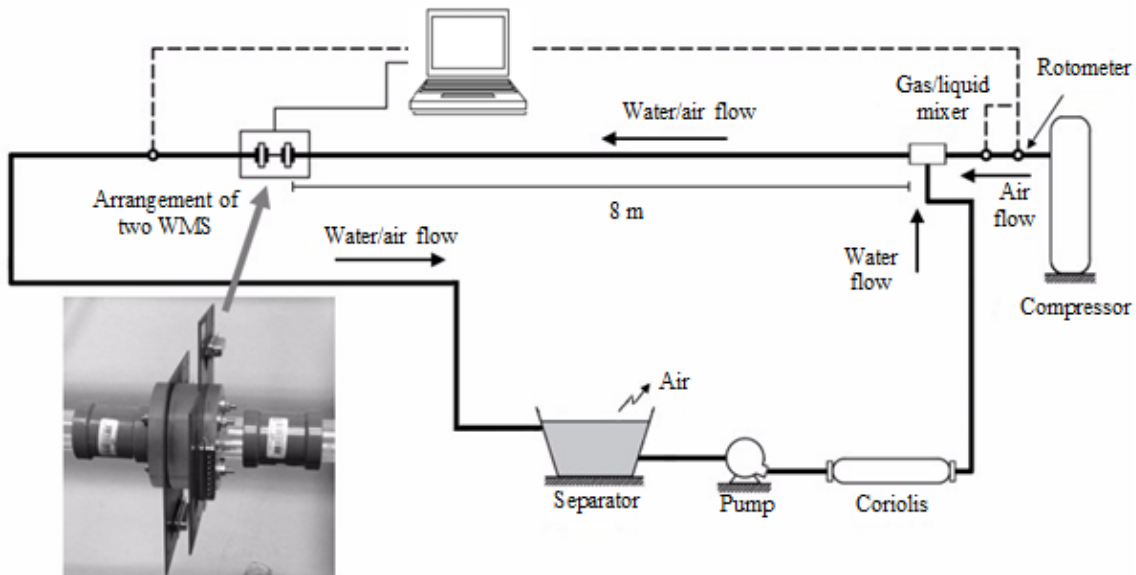 Rotometer
Gas/liquid
mixer
Water/air flow
Arrangement of
two WMS
8 m
Air
flow
Water/air flow
Water
flow
Compressor
Air
Separator
Pump
Coriolis